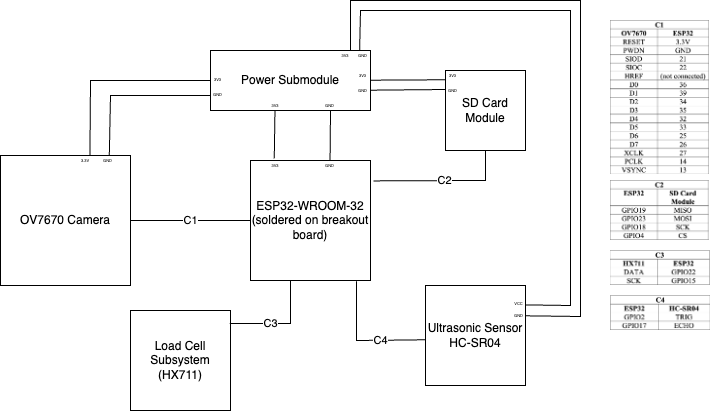 3V3 GND
Power Submodule
3V3
GND
3V3
GND
3V3 GND
3V3
GND
SD Card
Module
3.3V GND
OV7670 Camera
C1
3V3 GND
ESP32-WROOM-32
(soldered on breakout
board)
C2
C3
C4
Load Cell
Subsystem
(HX711)
VCC
GND
Ultrasonic Sensor
HC-SR04
C1
OV7670 ESP32
RESET 3.3V
PWDN GND
SIOD 21
SIOC 22
HREF (not connected)
D0 36
D1 39
D2 34
D3 35
D4 32
D5 33
D6 25
D7 26
XCLK 27
PCLK 14
VSYNC 13
C2
ESP32 SD Card
Module
GPIO19 MISO
GPIO23 MOSI
GPIO18 SCK
GPIO4 CS
C3
HX711 ESP32
DATA GPIO22
SCK GPIO15
C4
ESP32 HC-SR04
GPIO2 TRIG
GPIO17 ECHO